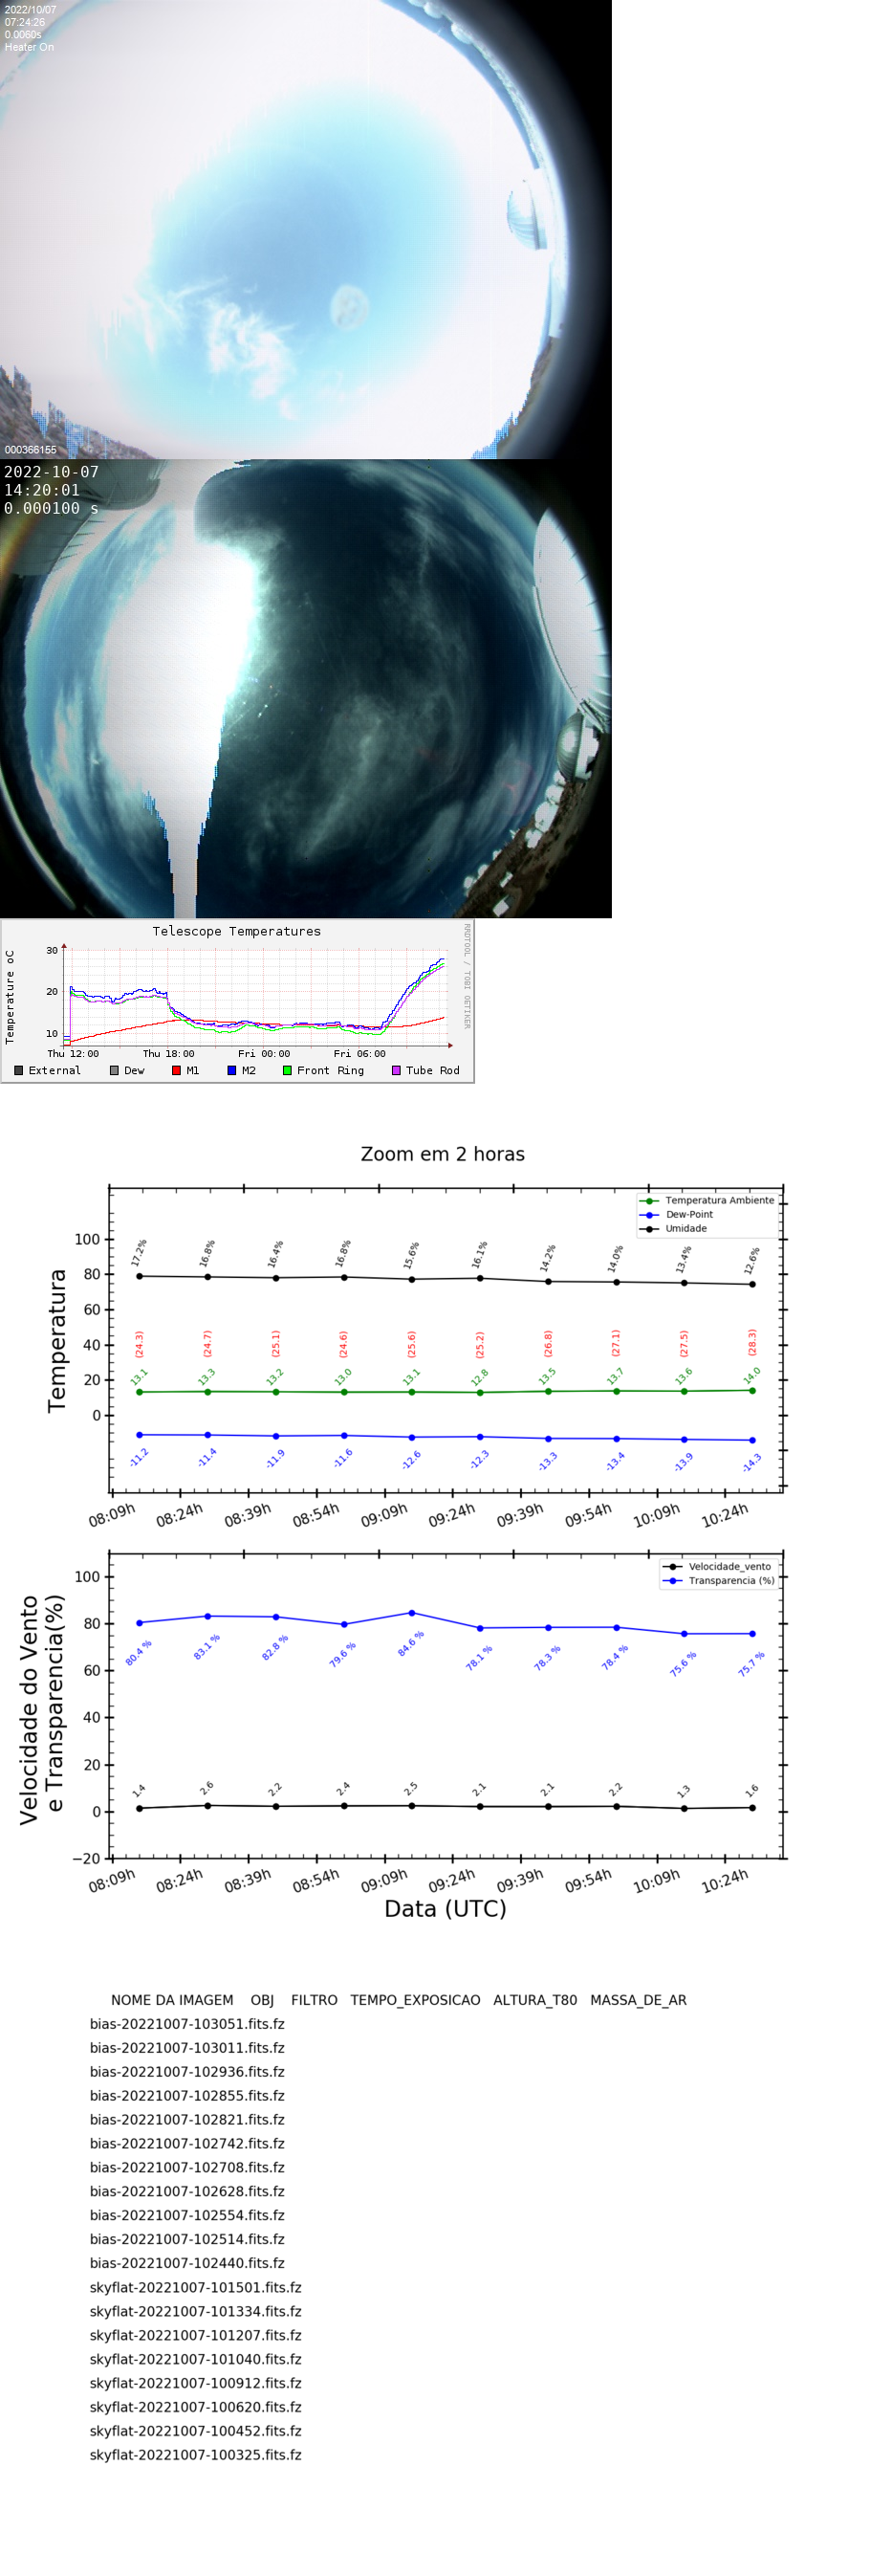 2022/10/07
07:24:26
0.0060s
Heater On
000366155
2022-10-07
14:20:01
0.000100 s
Telescope Temperatures
RRDTOOL / TOBI OETIKER
Temperature oC
30
20
10
Thu 12:00 Thu 18:00 Fri 00:00 Fri 06:00
External Dew M1 M2 Front Ring Tube Rod
Zoom em 2 horas
Temperatura Ambiente
Dew-Point
Umidade
Temperatura
100
80
60
40
20
0
17.2% 16.8% 16.4% 16.8% 15.6% 16.1% 14.2% 14.0% 13.4% 12.6%
(24.3) (24.7) (25.1) (24.6) (25.6) (25.2) (26.8) (27.1) (27.5) (28.3)
13.1 13.3 13.2 13.0 13.1 12.8 13.5 13.7 13.6 14.0
-11.2 -11.4 -11.9 -11.6 -12.6 -12.3 -13.3 -13.4 -13.9 -14.3
08:09h 08:24h 08:39h 08:54h 09:09h 09:24h 09:39h 09:54h 10:09h 10:24h
Velocidade_vento
Transparencia (%)
Velocidade do Vento
e Transparencia(%)
100
80
60
40
20
0
−20
80.4 % 83.1 % 82.8 % 79.6 % 84.6 % 78.1 % 78.3 % 78.4 % 75.6 % 75.7 %
1.4 2.6 2.2 2.4 2.5 2.1 2.1 2.2 1.3 1.6
08:09h 08:24h 08:39h 08:54h 09:09h 09:24h 09:39h 09:54h 10:09h 10:24h
Data (UTC)
NOME DA IMAGEM OBJ FILTRO TEMPO_EXPOSICAO ALTURA_T80 MASSA_DE_AR
bias-20221007-103051.fits.fz
bias-20221007-103011.fits.fz
bias-20221007-102936.fits.fz
bias-20221007-102855.fits.fz
bias-20221007-102821.fits.fz
bias-20221007-102742.fits.fz
bias-20221007-102708.fits.fz
bias-20221007-102628.fits.fz
bias-20221007-102554.fits.fz
bias-20221007-102514.fits.fz
bias-20221007-102440.fits.fz
skyflat-20221007-101501.fits.fz
skyflat-20221007-101334.fits.fz
skyflat-20221007-101207.fits.fz
skyflat-20221007-101040.fits.fz
skyflat-20221007-100912.fits.fz
skyflat-20221007-100620.fits.fz
skyflat-20221007-100452.fits.fz
skyflat-20221007-100325.fits.fz